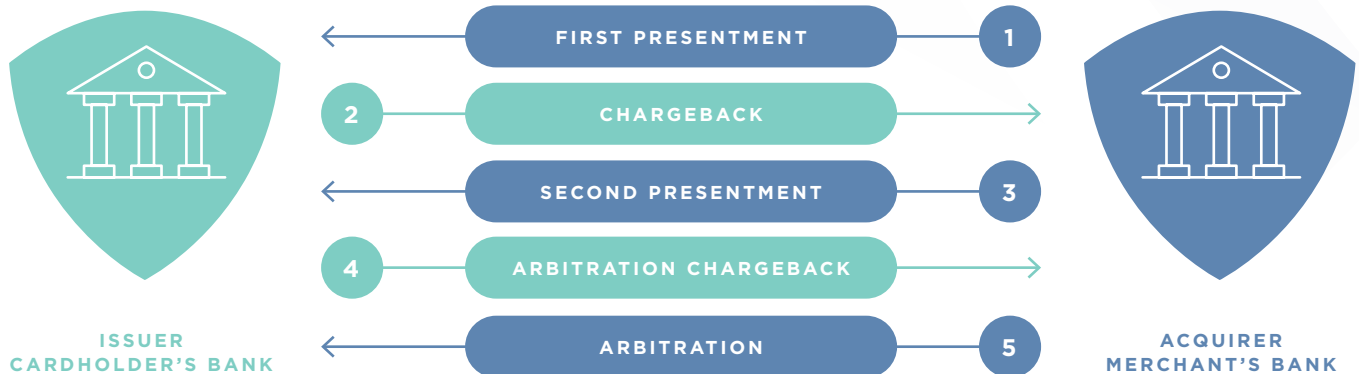 FIRST PRESENTMENT
1
2
CHARGEBACK
SECOND PRESENTMENT
3
4
ARBITRATION CHARGEBACK
ARBITRATION
5
ISSUER
CARDHOLDER'S BANK
ACQUIRER
MERCHANT'S BANK